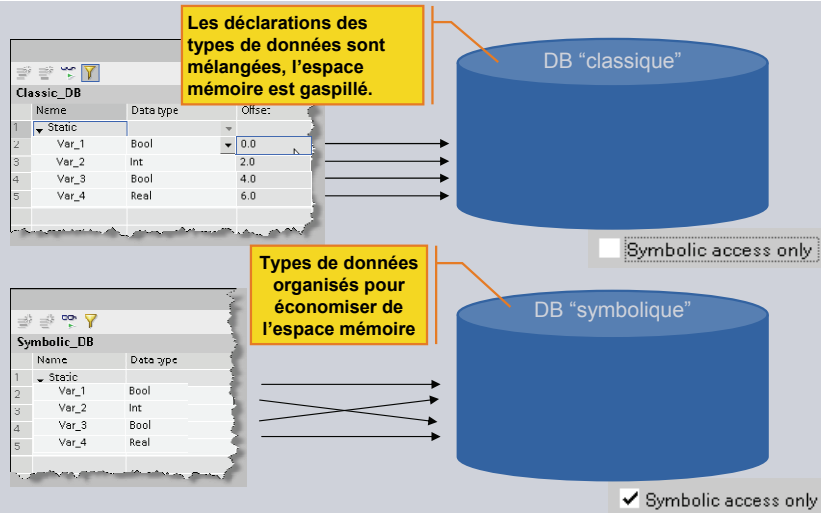 Les déclarations des
types de données sont
mélangées, l'espace
mémoire est gaspillé.
DB “classique”
Classic_DB
Name Data type Offset
1 Static
2 Var_1 Bool 0.0
3 Var_2 Int 2.0
4 Var_3 Bool 4.0
5 Var_4 Real 6.0
Symbolic access only
Types de données
organisés pour
économiser de
l'espace mémoire
DB “symbolique”
Symbolic_DB
Name Data type
1 Static
2 Var_1 Bool
3 Var_2 Int
4 Var_3 Bool
5 Var_4 Real
Symbolic access only